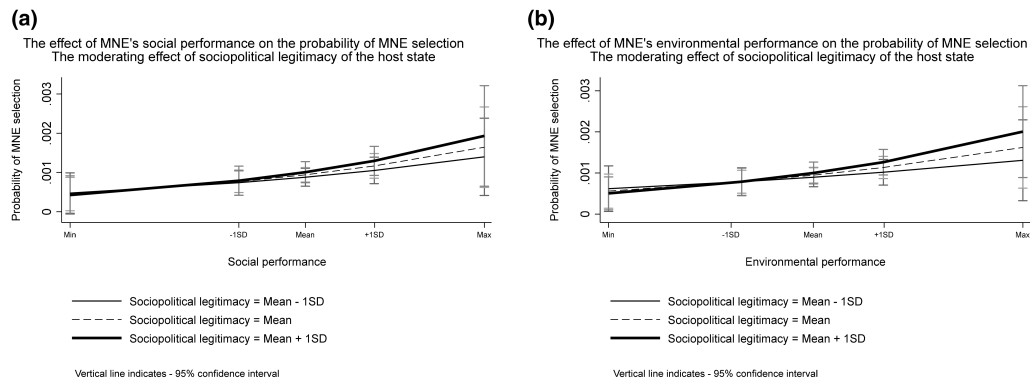 (a)
The effect of MNE's social performance on the probability of MNE selection
The moderating effect of sociopolitical legitimacy of the host state
Probability of MNE selection
.003
.002
.001
0
Min
-1SD
Mean
+1SD
Max
Social performance
Sociopolitical legitimacy = Mean - 1SD
Sociopolitical legitimacy = Mean
Sociopolitical legitimacy = Mean + 1SD
Vertical line indicates - 95% confidence interval
(b)
The effect of MNE's environmental performance on the probability of MNE selection
The moderating effect of sociopolitical legitimacy of the host state
Probability of MNE selection
.003
.002
.001
0
Min
-1SD
Mean
+1SD
Max
Environmental performance
Sociopolitical legitimacy = Mean - 1SD
Sociopolitical legitimacy = Mean
Sociopolitical legitimacy = Mean + 1SD
Vertical line indicates - 95% confidence interval